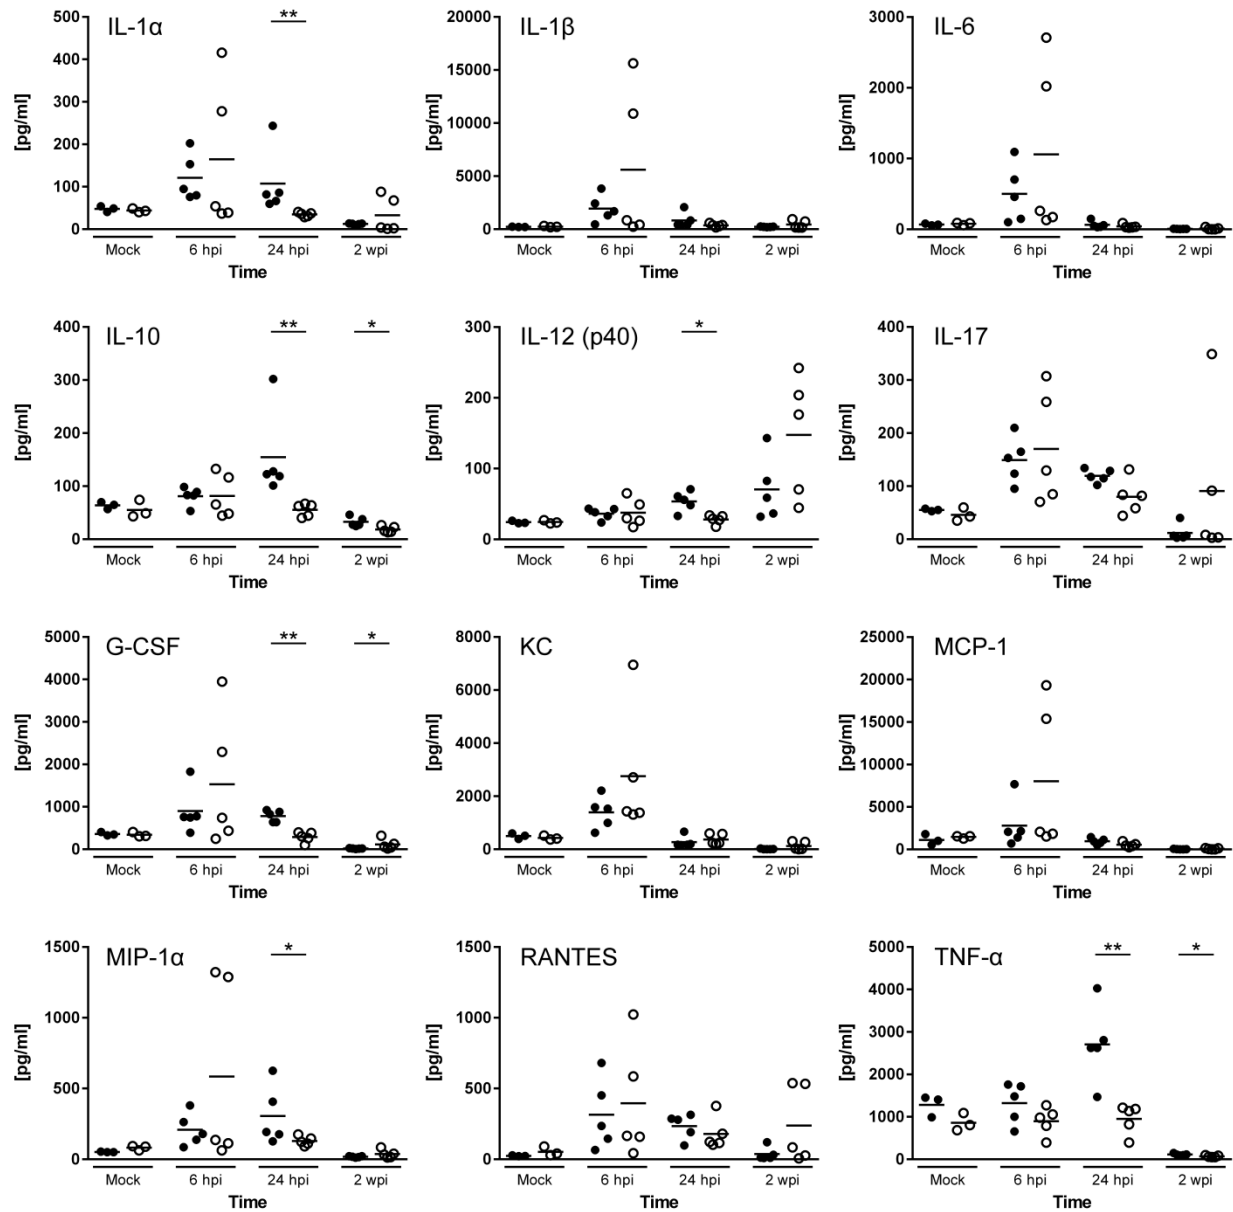 IL-1α
**
500
400
300
200
100
0
[pg/ml]
Mock 6 hpi 24 hpi 2 wpi
Time
IL-1β
20000
15000
10000
5000
0
[pg/ml]
Mock 6 hpi 24 hpi 2 wpi
Time
IL-6
3000
2000
1000
0
[pg/ml]
Mock 6 hpi 24 hpi 2 wpi
Time
IL-10
** *
400
300
200
100
0
[pg/ml]
Mock 6 hpi 24 hpi 2 wpi
Time
IL-12 (p40)
*
300
200
100
0
[pg/ml]
Mock 6 hpi 24 hpi 2 wpi
Time
IL-17
400
300
200
100
0
[pg/ml]
Mock 6 hpi 24 hpi 2 wpi
Time
G-CSF
** *
5000
4000
3000
2000
1000
0
[pg/ml]
Mock 6 hpi 24 hpi 2 wpi
Time
KC
8000
6000
4000
2000
0
[pg/ml]
Mock 6 hpi 24 hpi 2 wpi
Time
MCP-1
25000
20000
15000
10000
5000
0
[pg/ml]
Mock 6 hpi 24 hpi 2 wpi
Time
MIP-1α
*
1500
1000
500
0
[pg/ml]
Mock 6 hpi 24 hpi 2 wpi
Time
RANTES
1500
1000
500
0
[pg/ml]
Mock 6 hpi 24 hpi 2 wpi
Time
TNF-α
** *
5000
4000
3000
2000
1000
0
[pg/ml]
Mock 6 hpi 24 hpi 2 wpi
Time